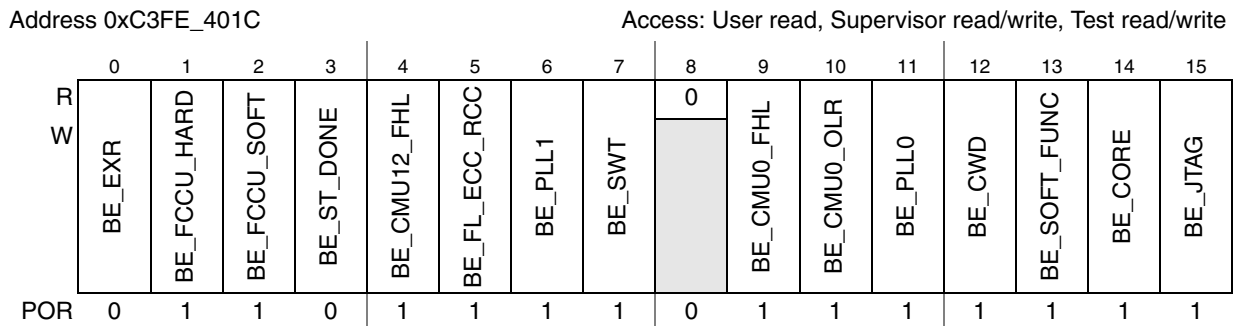 Address 0xC3FE_401C Access: User read, Supervisor read/write, Test read/write
0 1 2 3 4 5 6 7 8 9 10 11 12 13 14 15
R 0
W
BE_EXR
BE_FCCU_HARD
BE_FCCU_SOFT
BE_ST_DONE
BE_CMU12_FHL
BE_FL_ECC_RCC
BE_PLL1
BE_SWT
BE_CMU0_FHL
BE_CMU0_OLR
BE_PLL0
BE_CWD
BE_SOFT_FUNC
BE_CORE
BE_JTAG
POR 0 1 1 0 1 1 1 1 0 1 1 1 1 1 1 1